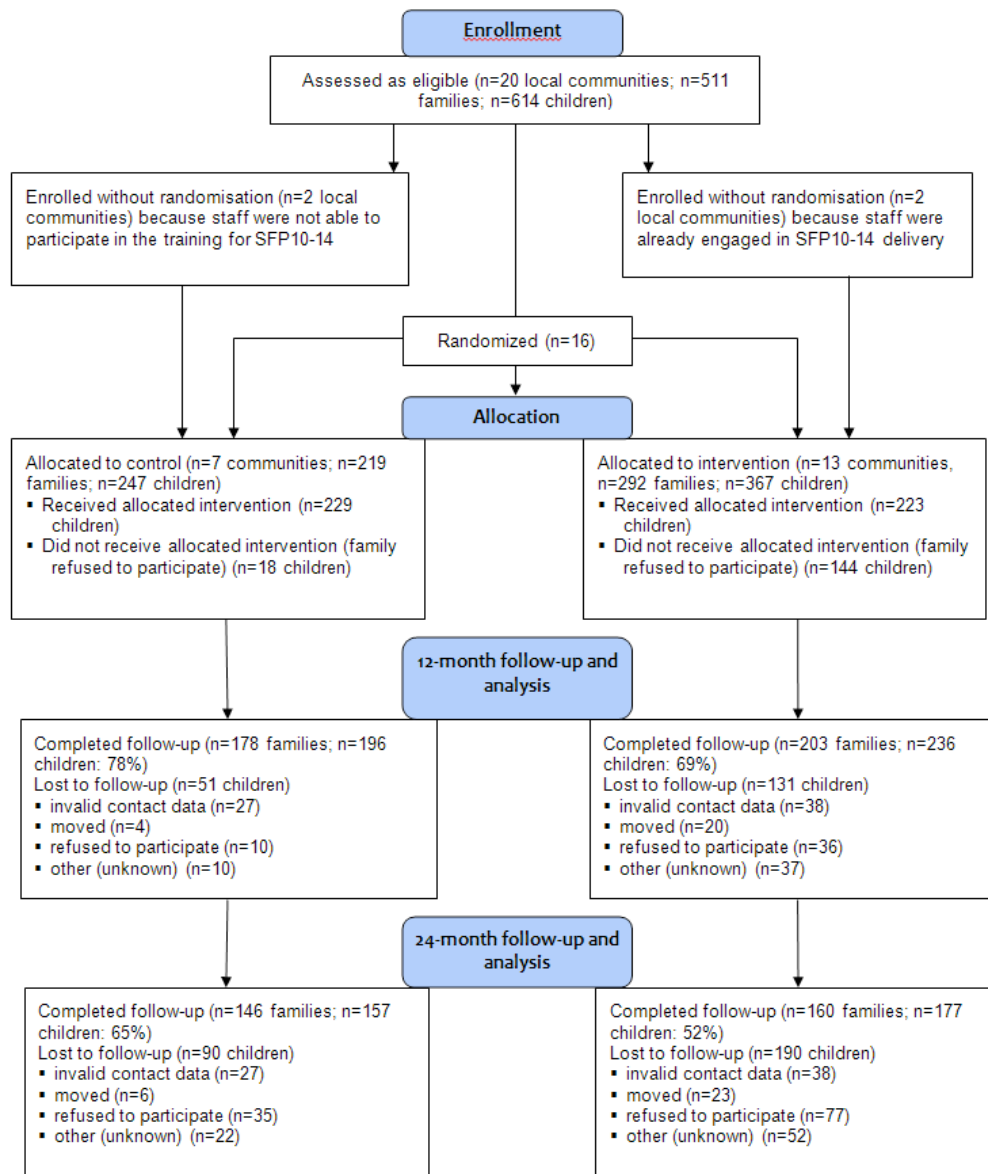 Enrollment
Assessed as eligible (n=20 local communities; n=511
families; n=614 children)
Enrolled without randomisation (n=2 local
communities) because staff were not able to
participate in the training for SFP10-14
Enrolled without randomisation (n=2
local communities) because staff were
already engaged in SFP10-14 delivery
Randomized (n=16)
Allocation
Allocated to control (n=7 communities; n=219
families; n=247 children)
▪ Received allocated intervention (n=229
children)
▪ Did not receive allocated intervention (family
refused to participate) (n=18 children)
Allocated to intervention (n=13 communities,
n=292 families; n=367 children)
▪ Received allocated intervention (n=223
children)
▪ Did not receive allocated intervention (family
refused to participate) (n=144 children)
12-month follow-up and
analysis
Completed follow-up (n=178 families; n=196
children: 78%)
Lost to follow-up (n=51 children)
▪ invalid contact data (n=27)
▪ moved (n=4)
▪ refused to participate (n=10)
▪ other (unknown) (n=10)
Completed follow-up (n=203 families; n=236
children: 69%)
Lost to follow-up (n=131 children)
▪ invalid contact data (n=38)
▪ moved (n=20)
▪ refused to participate (n=36)
▪ other (unknown) (n=37)
24-month follow-up and
analysis
Completed follow-up (n=146 families; n=157
children: 65%)
Lost to follow-up (n=90 children)
▪ invalid contact data (n=27)
▪ moved (n=6)
▪ refused to participate (n=35)
▪ other (unknown) (n=22)
Completed follow-up (n=160 families; n=177
children: 52%)
Lost to follow-up (n=190 children)
▪ invalid contact data (n=38)
▪ moved (n=23)
▪ refused to participate (n=77)
▪ other (unknown) (n=52)